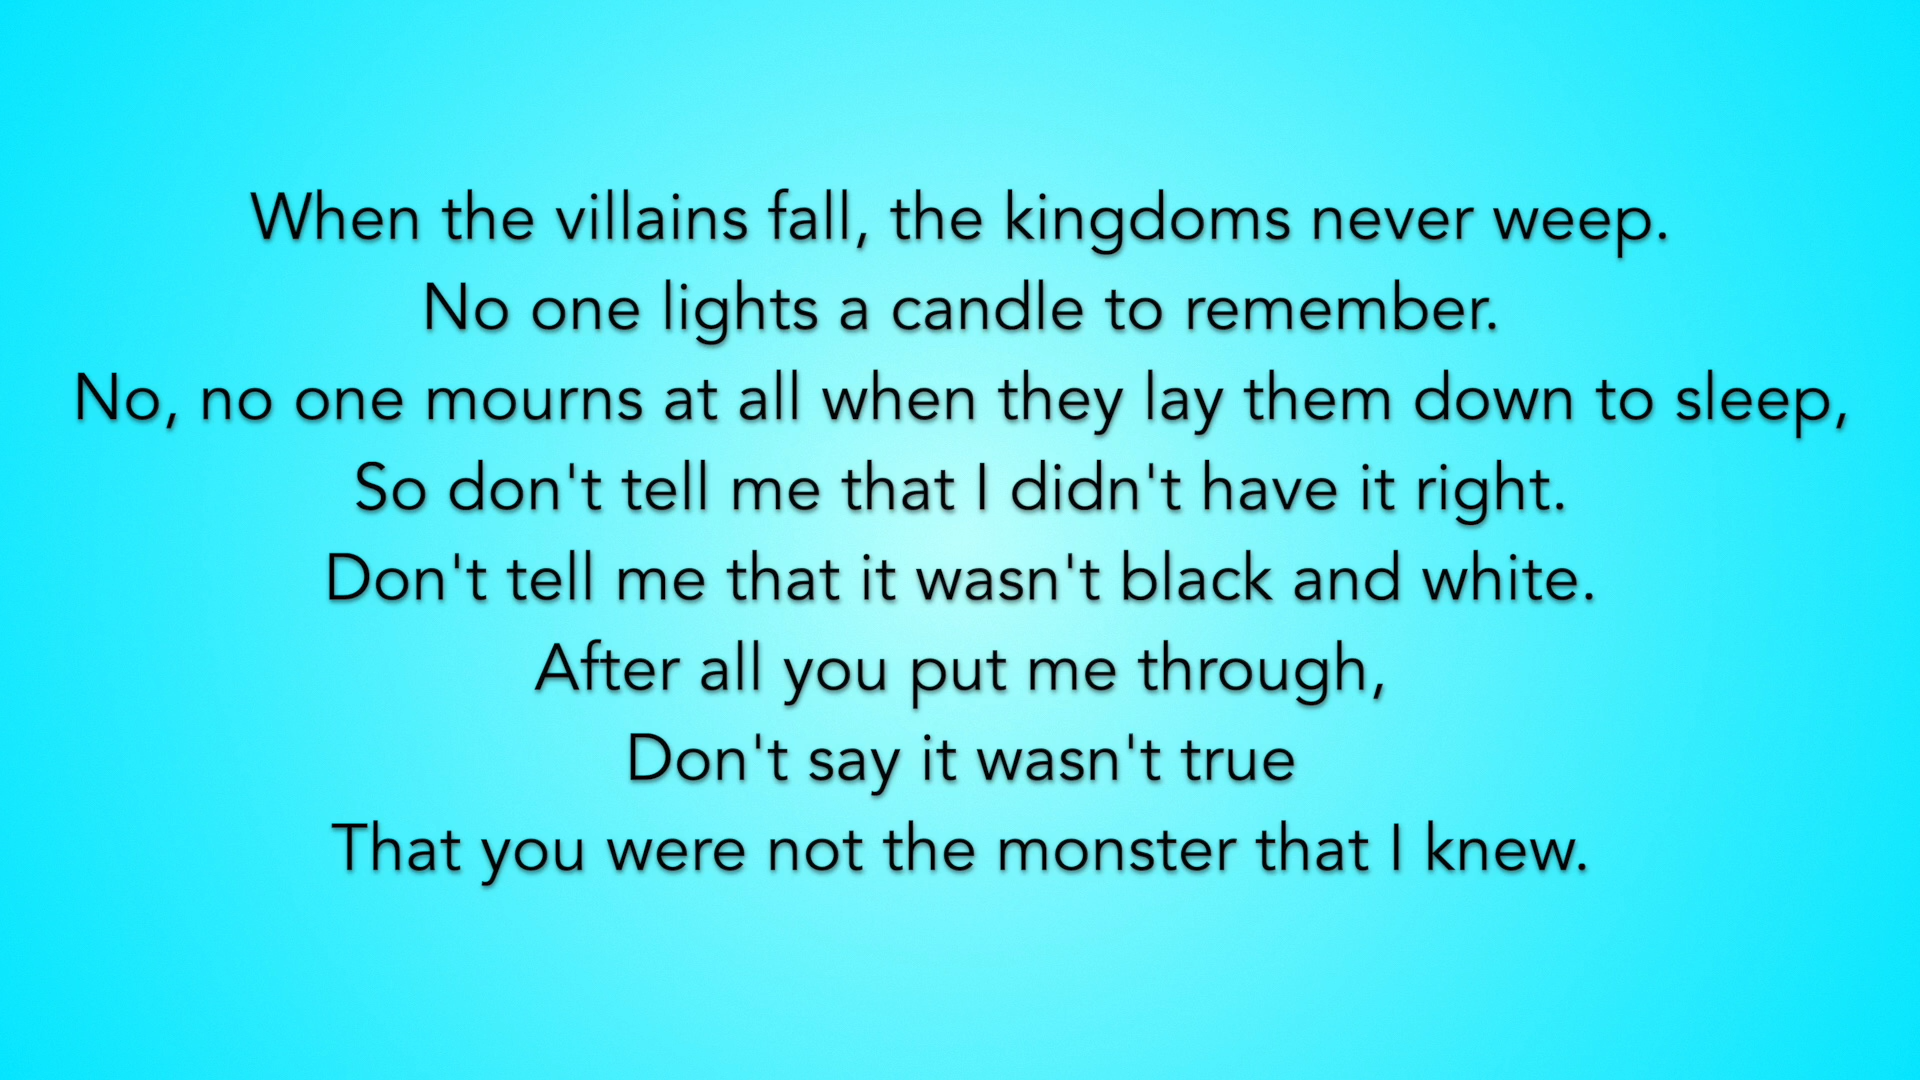 When the villains fall, the kingdoms never weep.
No one lights a candle to remember.
No, no one mourns at all when they lay them down to sleep,
So don't tell me that I didn't have it right.
Don't tell me that it wasn't black and white.
After all you put me through,
Don't say it wasn't true
That you were not the monster that I knew.